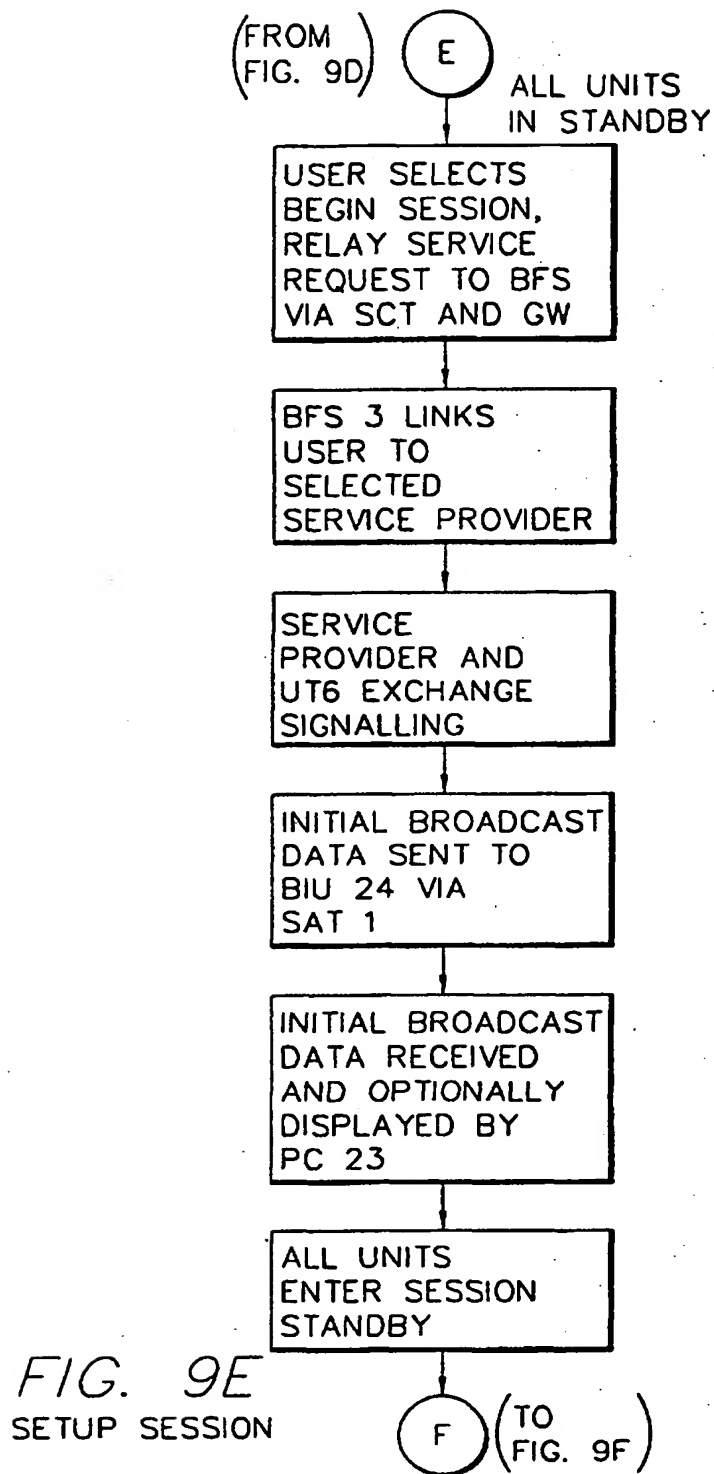 (FROM
FIG. 9D)
E
ALL UNITS
IN STANDBY
USER SELECTS
BEGIN SESSION,
RELAY SERVICE
REQUEST TO BFS
VIA SCT AND GW
BFS 3 LINKS
USER TO
SELECTED
SERVICE PROVIDER
SERVICE
PROVIDER AND
UT6 EXCHANGE
SIGNALLING
INITIAL BROADCAST
DATA SENT TO
BIU 24 VIA
SAT 1
INITIAL BROADCAST
DATA RECEIVED
AND OPTIONALLY
DISPLAYED BY
PC 23
ALL UNITS
ENTER SESSION
STANDBY
FIG. 9E
SETUP SESSION
F
(TO
FIG. 9F)